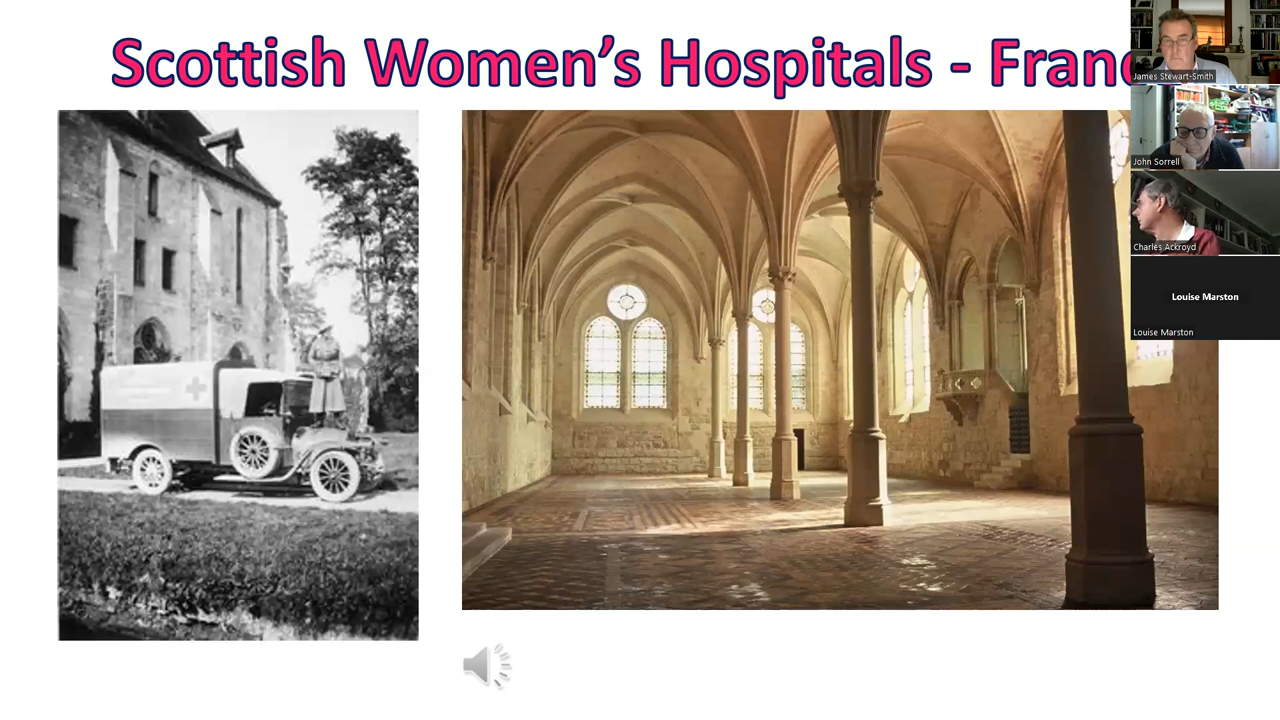 Scottish Women's Hospitals - Franc
James Stewart-Smith
John Sorrell
Charles Ackroyd
Louise Marston
Louise Marston